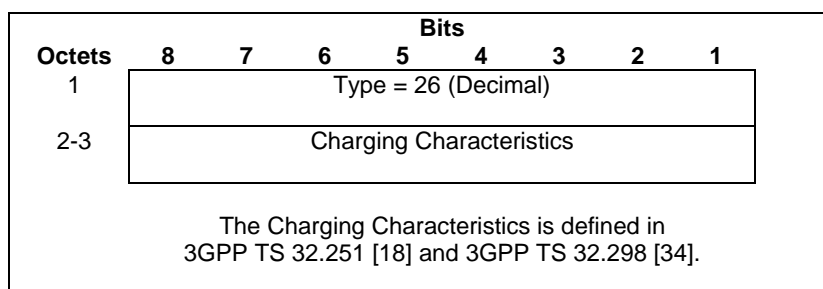 Bits
Octets 8 7 6 5 4 3 2 1
1 Type = 26 (Decimal)
2-3 Charging Characteristics
The Charging Characteristics is defined in
3GPP TS 32.251 [18] and 3GPP TS 32.298 [34].